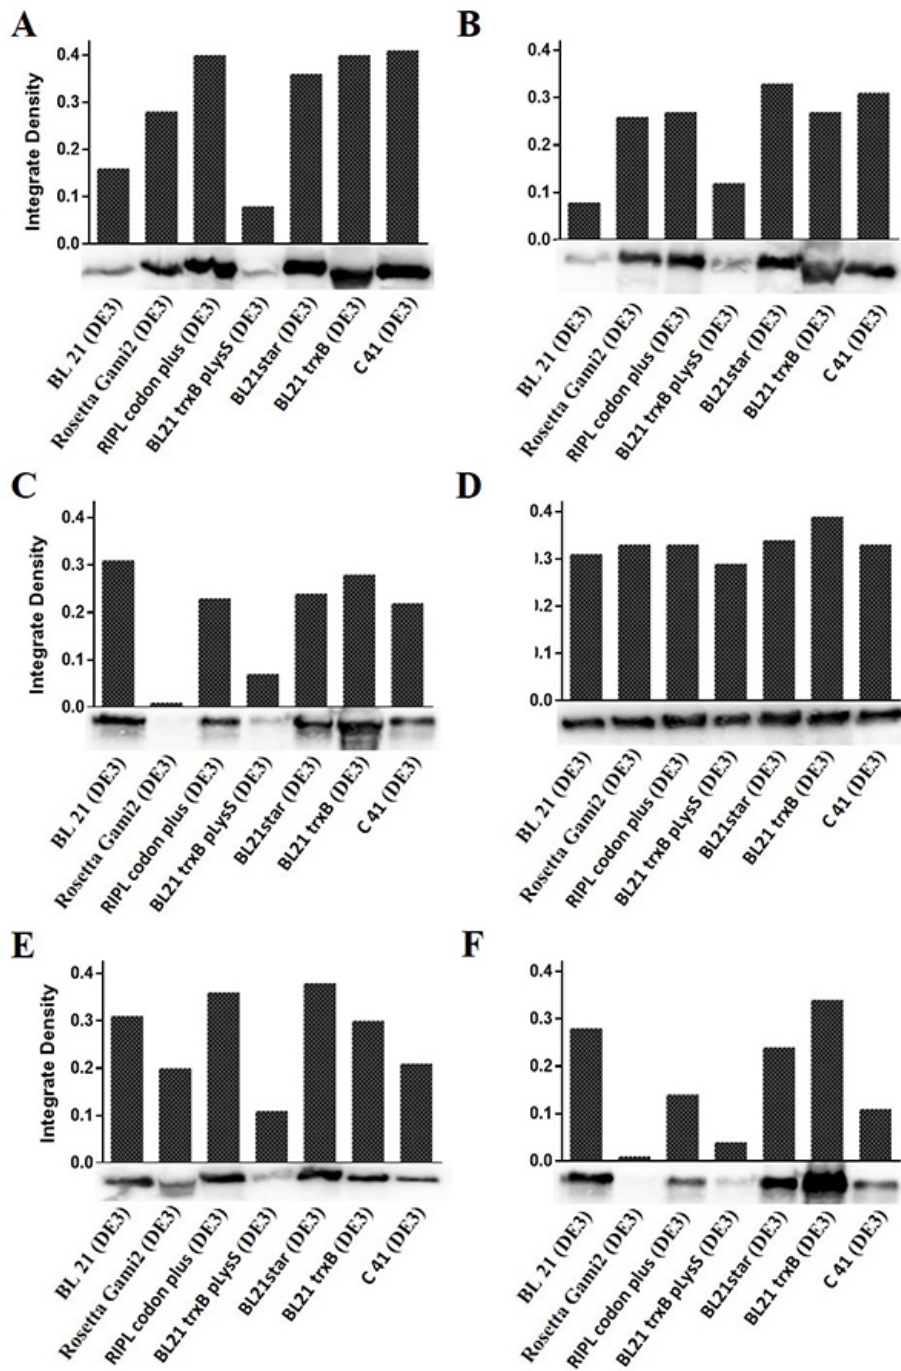 A
Integrate Density
0.4
0.3
0.2
0.1
0.0
BL 21 (DE3)
Rosetta Gami2 (DE3)
RIPL codon plus (DE3)
BL21 trxB pLysS (DE3)
BL21star (DE3)
BL21 trxB (DE3)
C 41 (DE3)
B
0.4
0.3
0.2
0.1
0.0
BL 21 (DE3)
Rosetta Gami2 (DE3)
RIPL codon plus (DE3)
BL21 trxB pLysS (DE3)
BL21star (DE3)
BL21 trxB (DE3)
C 41 (DE3)
C
Integrate Density
0.4
0.3
0.2
0.1
0.0
BL 21 (DE3)
Rosetta Gami2 (DE3)
RIPL codon plus (DE3)
BL21 trxB pLysS (DE3)
BL21star (DE3)
BL21 trxB (DE3)
C 41 (DE3)
D
0.4
0.3
0.2
0.1
0.0
BL 21 (DE3)
Rosetta Gami2 (DE3)
RIPL codon plus (DE3)
BL21 trxB pLysS (DE3)
BL21star (DE3)
BL21 trxB (DE3)
C 41 (DE3)
E
Integrate Density
0.4
0.3
0.2
0.1
0.0
BL 21 (DE3)
Rosetta Gami2 (DE3)
RIPL codon plus (DE3)
BL21 trxB pLysS (DE3)
BL21star (DE3)
BL21 trxB (DE3)
C 41 (DE3)
F
0.4
0.3
0.2
0.1
0.0
BL 21 (DE3)
Rosetta Gami2 (DE3)
RIPL codon plus (DE3)
BL21 trxB pLysS (DE3)
BL21star (DE3)
BL21 trxB (DE3)
C 41 (DE3)